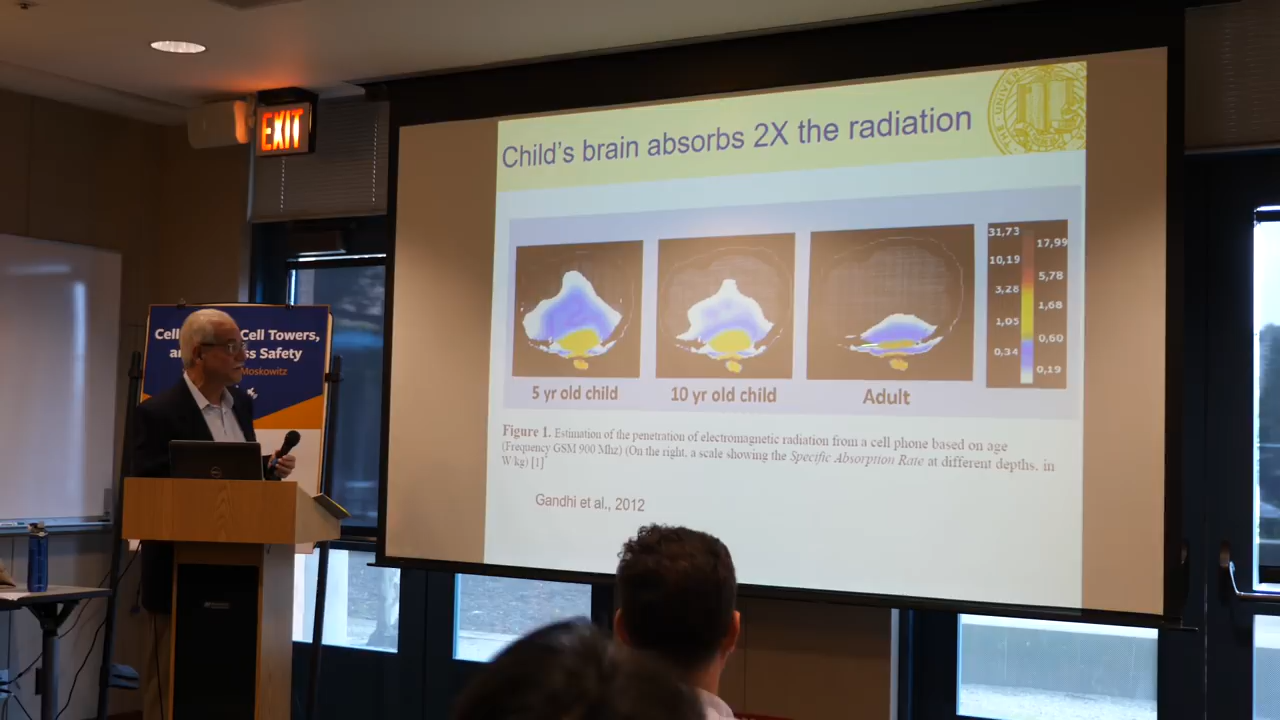 EXIT
Child's brain absorbs 2X the radiation
31,73
17,99
10,19
5,78
3,28
1,68
1,05
0,60
0,34
0,19
5 yr old child
10 yr old child
Adult
Figure 1. Estimation of the penetration of electromagnetic radiation from a cell phone based on age
(Frequency GSM 900 Mhz) (On the right, a scale showing the Specific Absorption Rate at different depths, in
W/kg) [1]
Gandhi et al., 2012
Cell Cell Towers,
Safety
Moskowitz
DELL